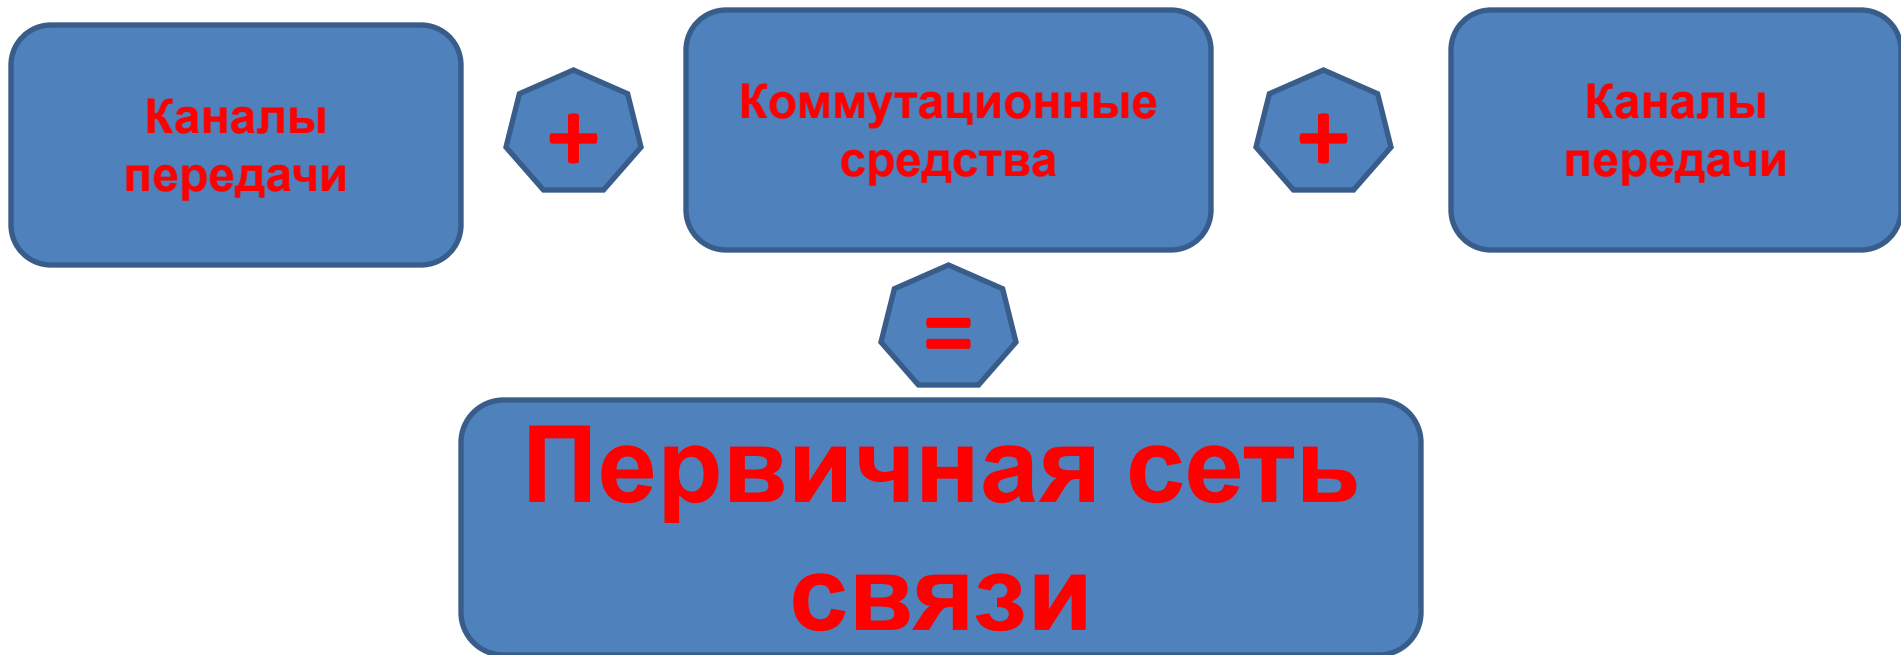 Каналы
передачи
+
Коммутационные
средства
+
Каналы
передачи
=
Первичная сеть
связи